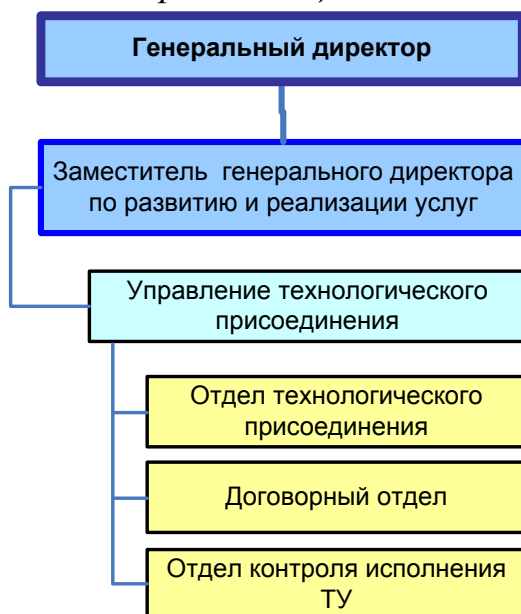 Генеральный директор
Заместитель генерального директора
по развитию и реализации услуг
Управление технологического
присоединения
Отдел технологического
присоединения
Договорный отдел
Отдел контроля исполнения
ТУ